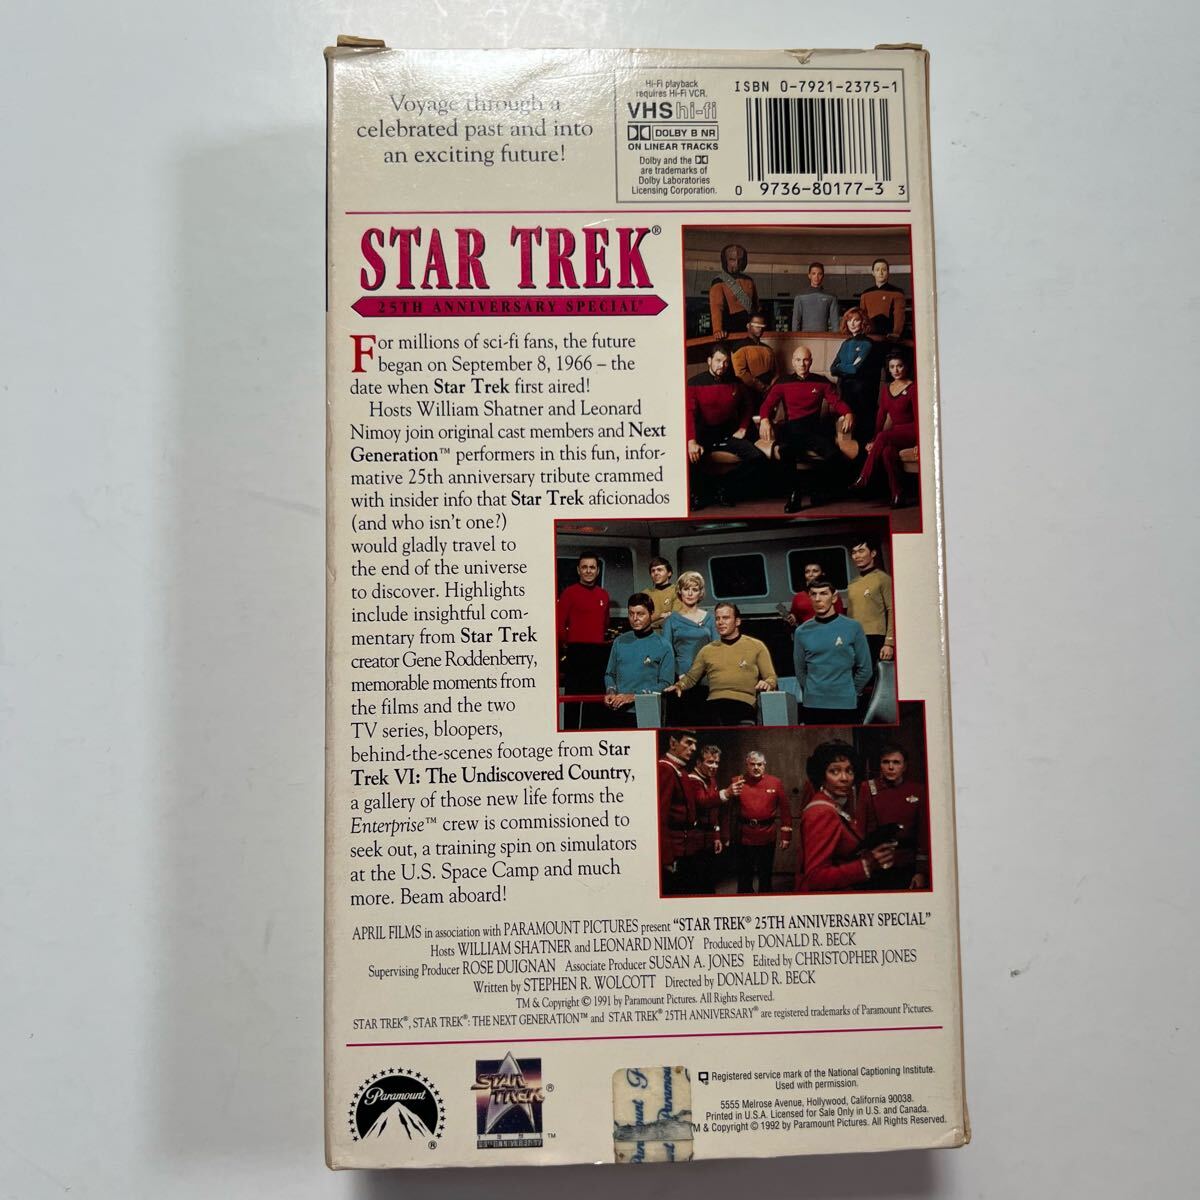 Voyage through a
celebrated past and into
an exciting future!
Hi-Fi playback
requires Hi-Fi VCR.
VHS hi-fi
DOLBY B NR
ON LINEAR TRACKS
Dolby and the
are trademarks of
Dolby Laboratories
Licensing Corporation.
ISBN 0-7921-2375-1
0 9736-80177-3 3
STAR TREK®
25TH ANNIVERSARY SPECIAL
For millions of sci-fi fans, the future
began on September 8, 1966 – the
date when Star Trek first aired!
Hosts William Shatner and Leonard
Nimoy join original cast members and Next
Generation™ performers in this fun, infor-
mative 25th anniversary tribute crammed
with insider info that Star Trek aficionados
(and who isn't one?)
would gladly travel to
the end of the universe
to discover. Highlights
include insightful com-
mentary from Star Trek
creator Gene Roddenberry,
memorable moments from
the films and the two
TV series, bloopers,
behind-the-scenes footage from Star
Trek VI: The Undiscovered Country,
a gallery of those new life forms the
Enterprise™ crew is commissioned to
seek out, a training spin on simulators
at the U.S. Space Camp and much
more. Beam aboard!
APRIL FILMS in association with PARAMOUNT PICTURES present "STAR TREK® 25TH ANNIVERSARY SPECIAL"
Hosts WILLIAM SHATNER and LEONARD NIMOY Produced by DONALD R. BECK
Supervising Producer ROSE DUIGNAN Associate Producer SUSAN A. JONES Edited by CHRISTOPHER JONES
Written by STEPHEN R. WOLCOTT Directed by DONALD R. BECK
TM & Copyright © 1991 by Paramount Pictures. All Rights Reserved.
STAR TREK®, STAR TREK®: THE NEXT GENERATION™ and STAR TREK® 25TH ANNIVERSARY® are registered trademarks of Paramount Pictures.
Paramount ®
STAR TREK ®
1991
25TH ANNIVERSARY ™
Paramount
Registered service mark of the National Captioning Institute.
Used with permission.
5555 Melrose Avenue, Hollywood, California 90038.
Printed in U.S.A. Licensed for Sale Only in U.S. and Canada.
M & Copyright © 1992 by Paramount Pictures. All Rights Reserved.